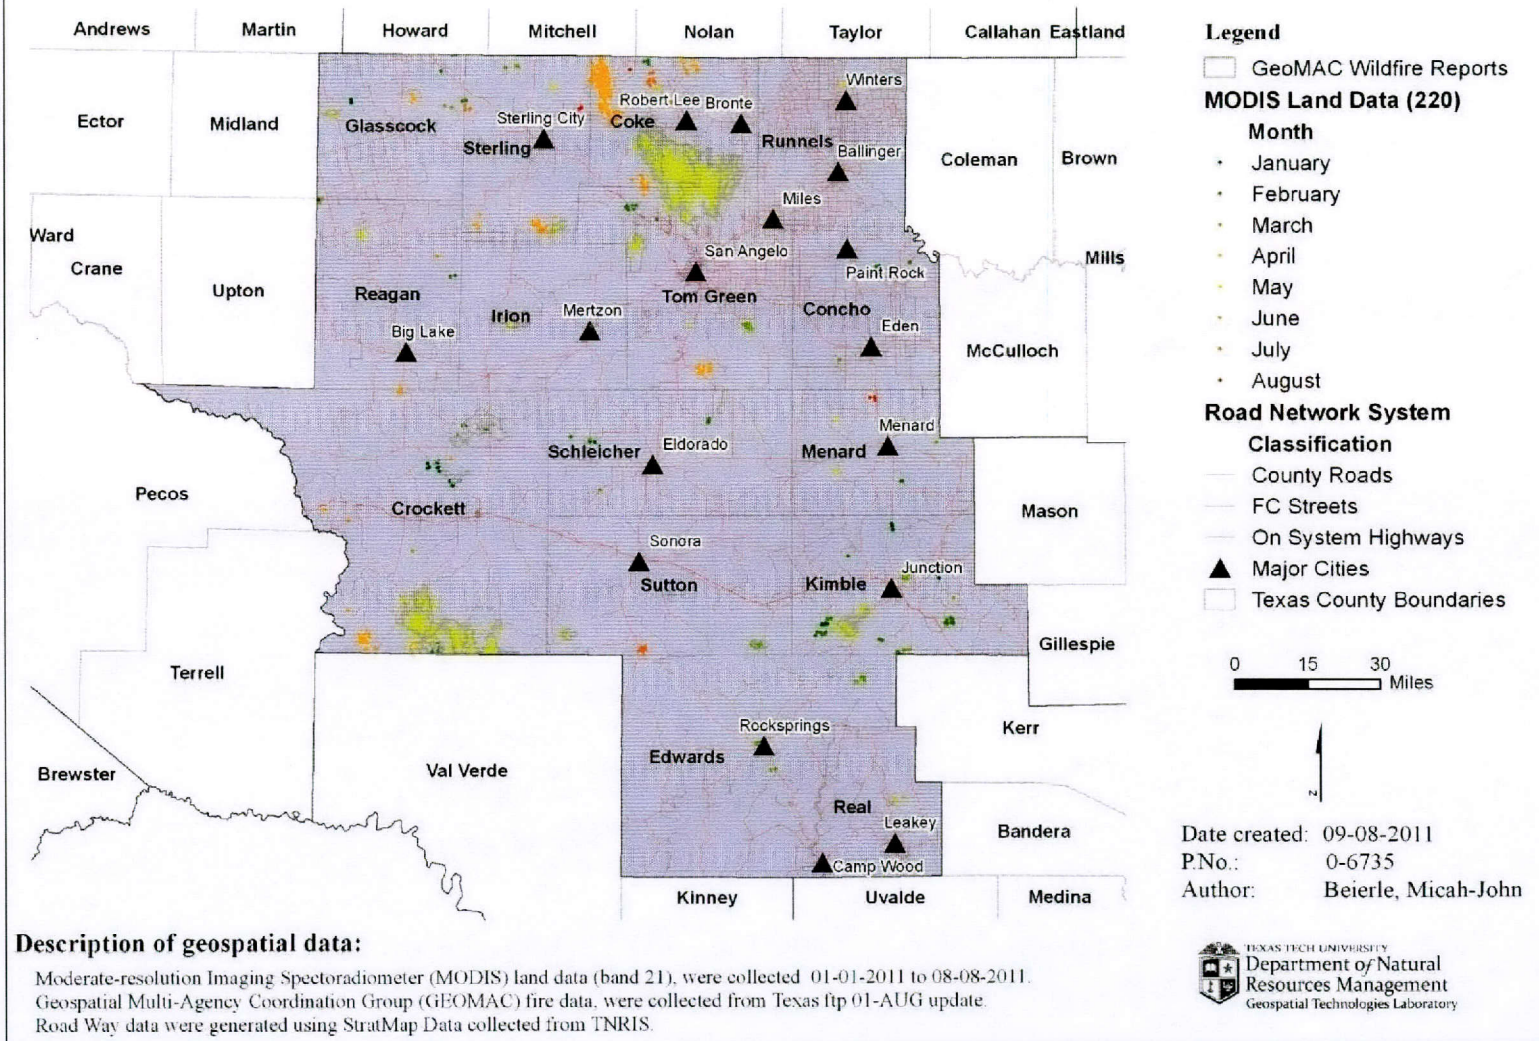 Andrews
Martin
Howard
Mitchell
Nolan
Taylor
Callahan
Eastland
Winters
Ector
Midland
Glasscock
Sterling City
Sterling
Robert Lee
Bronte
Coke
Runnels
Ballinger
Coleman
Brown
Miles
Ward
Crane
Upton
San Angelo
Paint Rock
Mills
Reagan
Irion
Mertzon
Tom Green
Concho
Big Lake
Eden
McCulloch
Menard
Schleicher
Eldorado
Menard
Pecos
Crockett
Mason
Sonora
Sutton
Kimble
Junction
Gillespie
Terrell
Rocksprings
Kerr
Edwards
Brewster
Val Verde
Real
Leakey
Bandera
Camp Wood
Kinney
Uvalde
Medina
Legend
GeoMAC Wildfire Reports
MODIS Land Data (220)
Month
January
February
March
April
May
June
July
August
Road Network System
Classification
County Roads
FC Streets
On System Highways
Major Cities
Texas County Boundaries
0 15 30
Miles
z
Date created: 09-08-2011
P.No.: 0-6735
Author: Beierle, Micah-John
Description of geospatial data:
Moderate-resolution Imaging Spectoradiometer (MODIS) land data (band 21), were collected 01-01-2011 to 08-08-2011.
Geospatial Multi-Agency Coordination Group (GEOMAC) fire data, were collected from Texas ftp 01-AUG update.
Road Way data were generated using StratMap Data collected from TNRIS.
TEXAS TECH UNIVERSITY
Department of Natural
Resources Management
Geospatial Technologies Laboratory